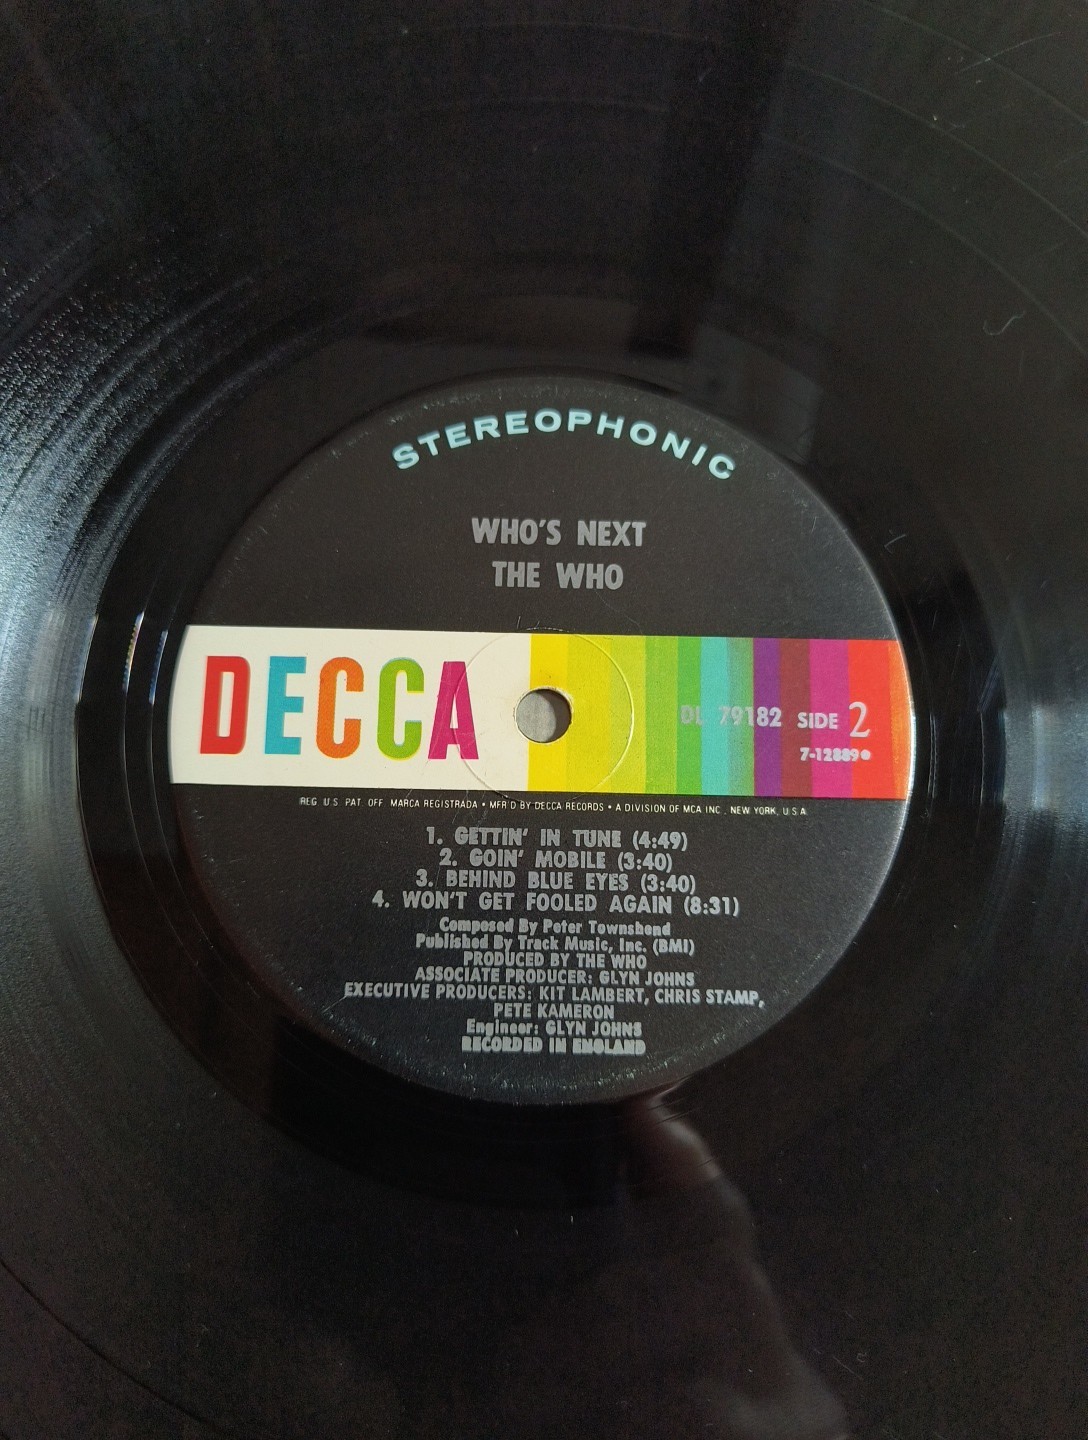 STEREOPHONIC
WHO'S NEXT
THE WHO
DECCA
DL 79182 SIDE 2
7-12889●
REG. U.S. PAT. OFF. MARCA REGISTRADA • MFR'D BY DECCA RECORDS • A DIVISION OF MCA INC., NEW YORK, U.S.A.
1. GETTIN' IN TUNE (4:49)
2. GOIN' MOBILE (3:40)
3. BEHIND BLUE EYES (3:40)
4. WON'T GET FOOLED AGAIN (8:31)
Composed By Peter Townshend
Published By Track Music, Inc. (BMI)
PRODUCED BY THE WHO
ASSOCIATE PRODUCER: GLYN JOHNS
EXECUTIVE PRODUCERS: KIT LAMBERT, CHRIS STAMP,
PETE KAMERON
Engineer: GLYN JOHNS
RECORDED IN ENGLAND